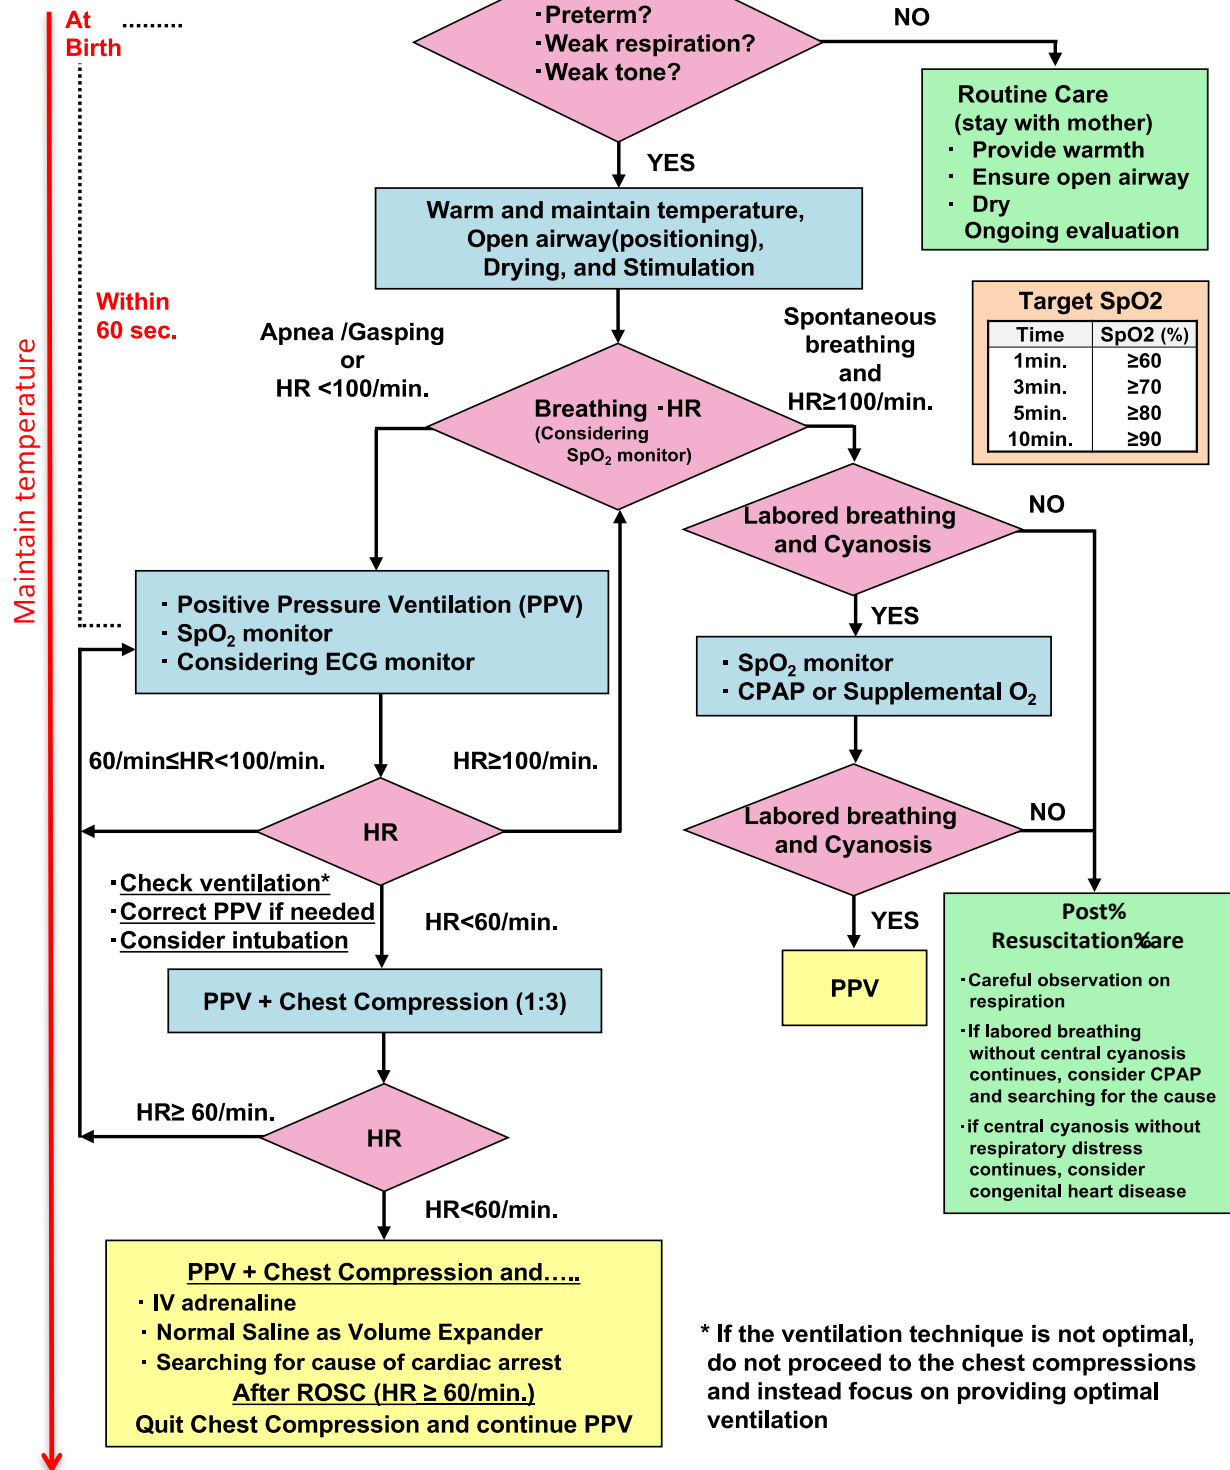 At
Birth
·Preterm?
·Weak respiration?
·Weak tone?
NO
Routine Care
(stay with mother)
· Provide warmth
· Ensure open airway
· Dry
Ongoing evaluation
YES
Warm and maintain temperature,
Open airway(positioning),
Drying, and Stimulation
Within
60 sec.
Maintain temperature
Target SpO2
Time SpO2 (%)
1min. ≥60
3min. ≥70
5min. ≥80
10min. ≥90
Apnea /Gasping
or
HR <100/min.
Spontaneous
breathing
and
HR≥100/min.
Breathing ·HR
(Considering
SpO₂ monitor)
Labored breathing
and Cyanosis
NO
YES
· Positive Pressure Ventilation (PPV)
· SpO₂ monitor
· Considering ECG monitor
· SpO₂ monitor
· CPAP or Supplemental O₂
60/min≤HR<100/min.
HR≥100/min.
HR
Labored breathing
and Cyanosis
NO
YES
·Check ventilation*
·Correct PPV if needed
·Consider intubation
HR<60/min.
PPV + Chest Compression (1:3)
PPV
Post%
Resuscitation%are
·Careful observation on
respiration
·If labored breathing
without central cyanosis
continues, consider CPAP
and searching for the cause
·if central cyanosis without
respiratory distress
continues, consider
congenital heart disease
HR≥ 60/min.
HR
HR<60/min.
PPV + Chest Compression and…..
· IV adrenaline
· Normal Saline as Volume Expander
· Searching for cause of cardiac arrest
After ROSC (HR ≥ 60/min.)
Quit Chest Compression and continue PPV
* If the ventilation technique is not optimal,
do not proceed to the chest compressions
and instead focus on providing optimal
ventilation